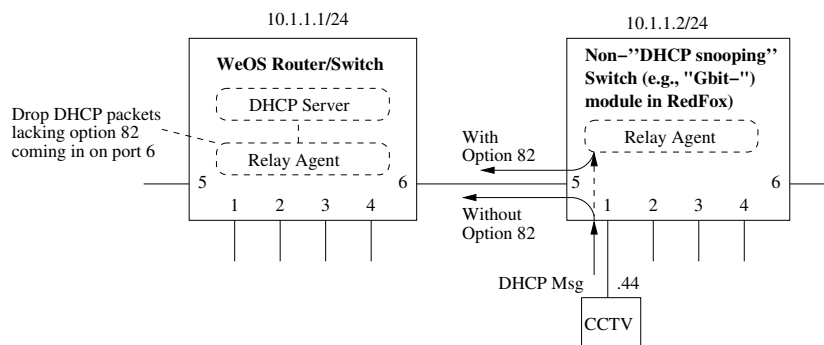 10.1.1.1/24
WeOS Router/Switch
DHCP Server
Relay Agent
Drop DHCP packets
lacking option 82
coming in on port 6
5
6
1
2
3
4
With
Option 82
Without
Option 82
10.1.1.2/24
Non−''DHCP snooping''
Switch (e.g., "Gbit−")
module in RedFox)
Relay Agent
5
6
1
2
3
4
DHCP Msg
.44
CCTV